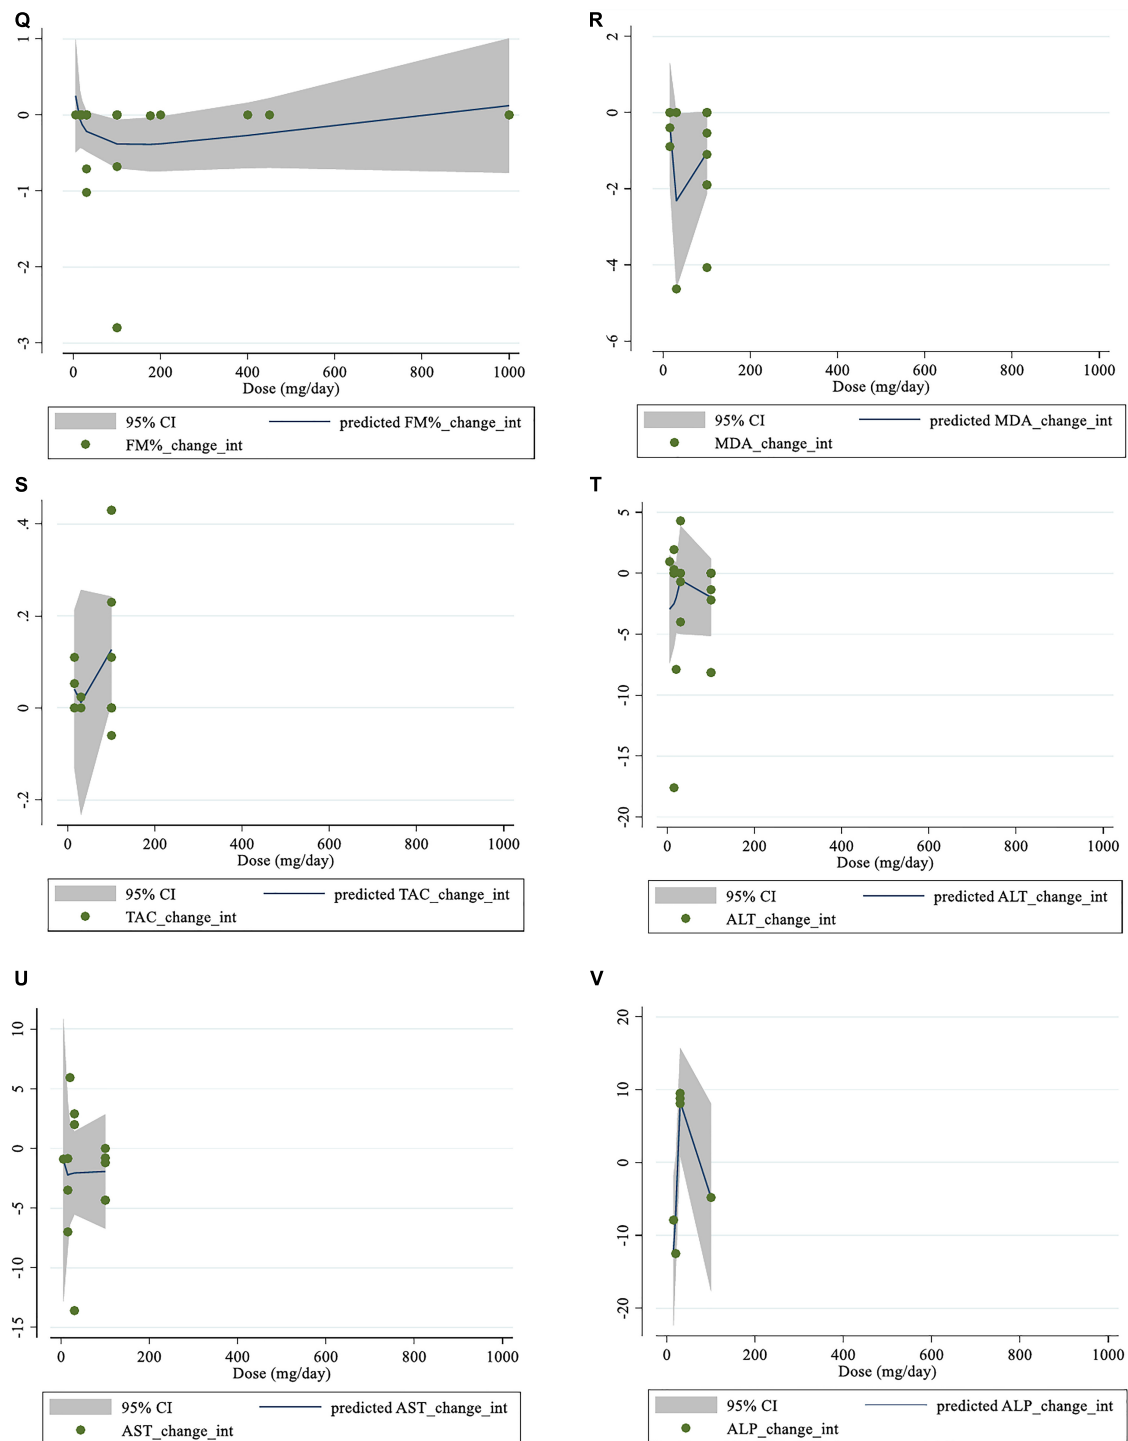 Q
1
0
-1
-2
-3
0 200 400 600 800 1000
Dose (mg/day)
95% CI predicted FM%_change_int
FM%_change_int
R
2
0
-2
-4
-6
0 200 400 600 800 1000
Dose (mg/day)
95% CI predicted MDA_change_int
MDA_change_int
S
.4
.2
0
-.2
0 200 400 600 800 1000
Dose (mg/day)
95% CI predicted TAC_change_int
TAC_change_int
T
5
0
-5
-10
-15
-20
0 200 400 600 800 1000
Dose (mg/day)
95% CI predicted ALT_change_int
ALT_change_int
U
10
5
0
-5
-10
-15
0 200 400 600 800 1000
Dose (mg/day)
95% CI predicted AST_change_int
AST_change_int
V
20
10
0
-10
-20
0 200 400 600 800 1000
Dose (mg/day)
95% CI predicted ALP_change_int
ALP_change_int